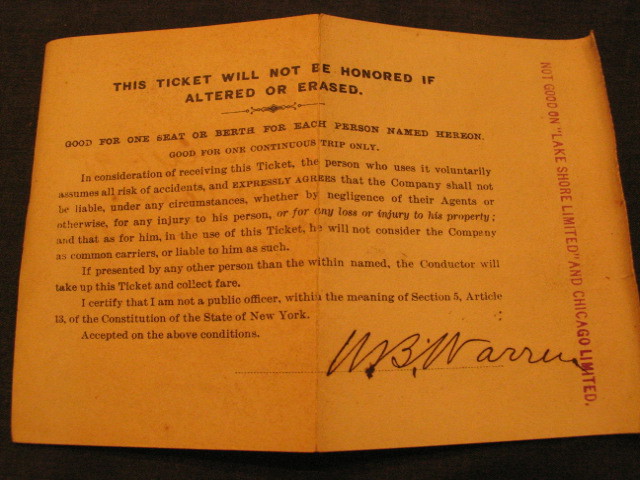 THIS TICKET WILL NOT BE HONORED IF
ALTERED OR ERASED.
GOOD FOR ONE SEAT OR BERTH FOR EACH PERSON NAMED HEREON.
GOOD FOR ONE CONTINUOUS TRIP ONLY.
In consideration of receiving this Ticket, the person who uses it voluntarily
assumes all risk of accidents, and EXPRESSLY AGREES that the Company shall not
be liable, under any circumstances, whether by negligence of their Agents or
otherwise, for any injury to his person, or for any loss or injury to his property;
and that as for him, in the use of this Ticket, he will not consider the Company
as common carriers, or liable to him as such.
If presented by any other person than the within named, the Conductor will
take up this Ticket and collect fare.
I certify that I am not a public officer, within the meaning of Section 5, Article
13, of the Constitution of the State of New York.
Accepted on the above conditions.
W.B. Warren
NOT GOOD ON "LAKE SHORE LIMITED" AND CHICAGO LIMITED.